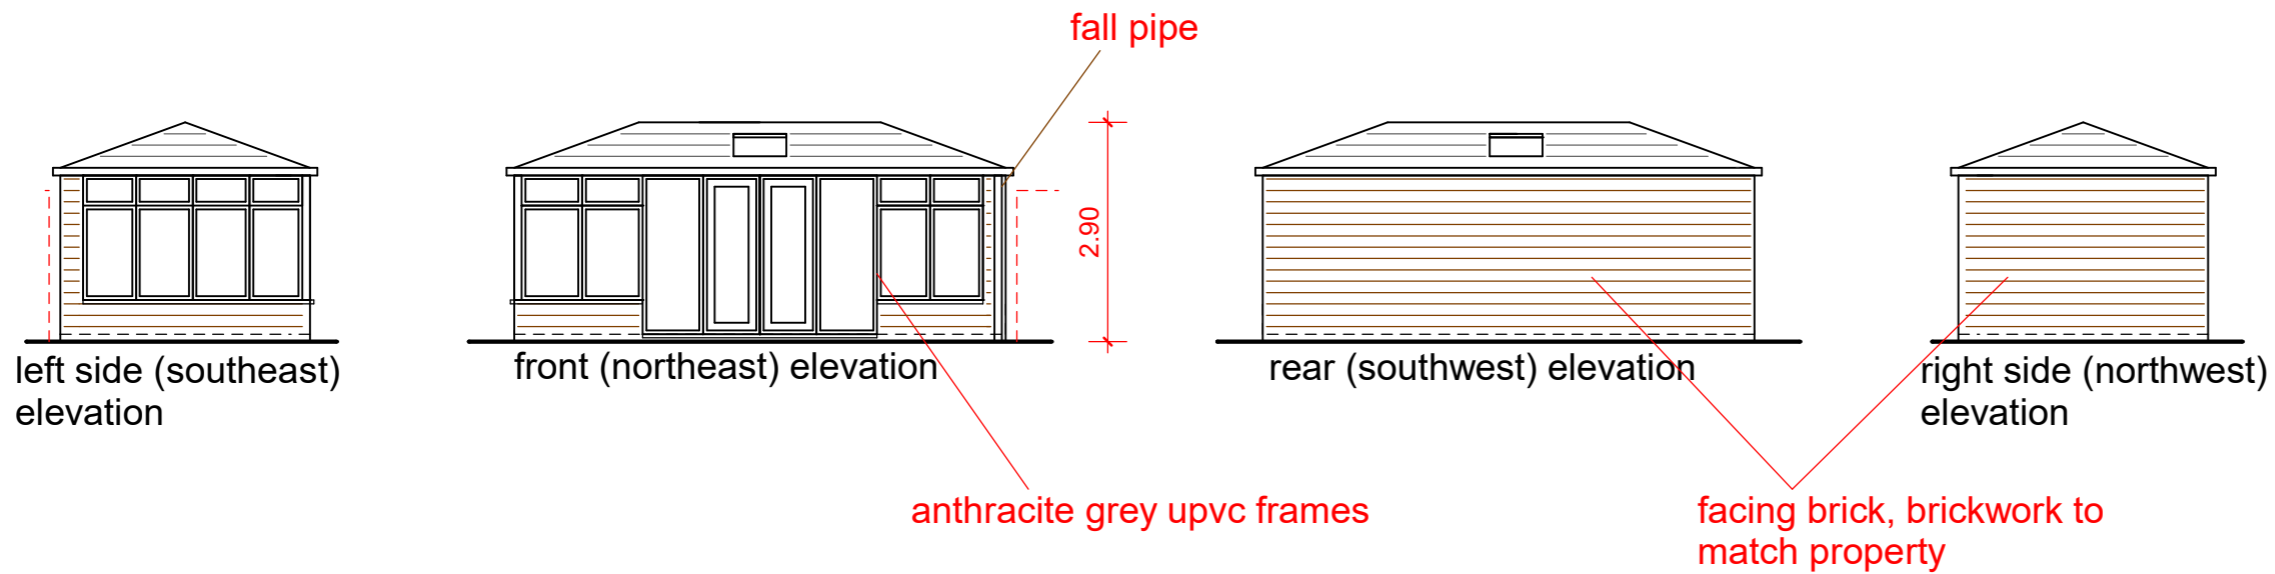 fall pipe
2.90
left side (southeast)
elevation
front (northeast) elevation
rear (southwest) elevation
right side (northwest)
elevation
anthracite grey upvc frames
facing brick, brickwork to
match property